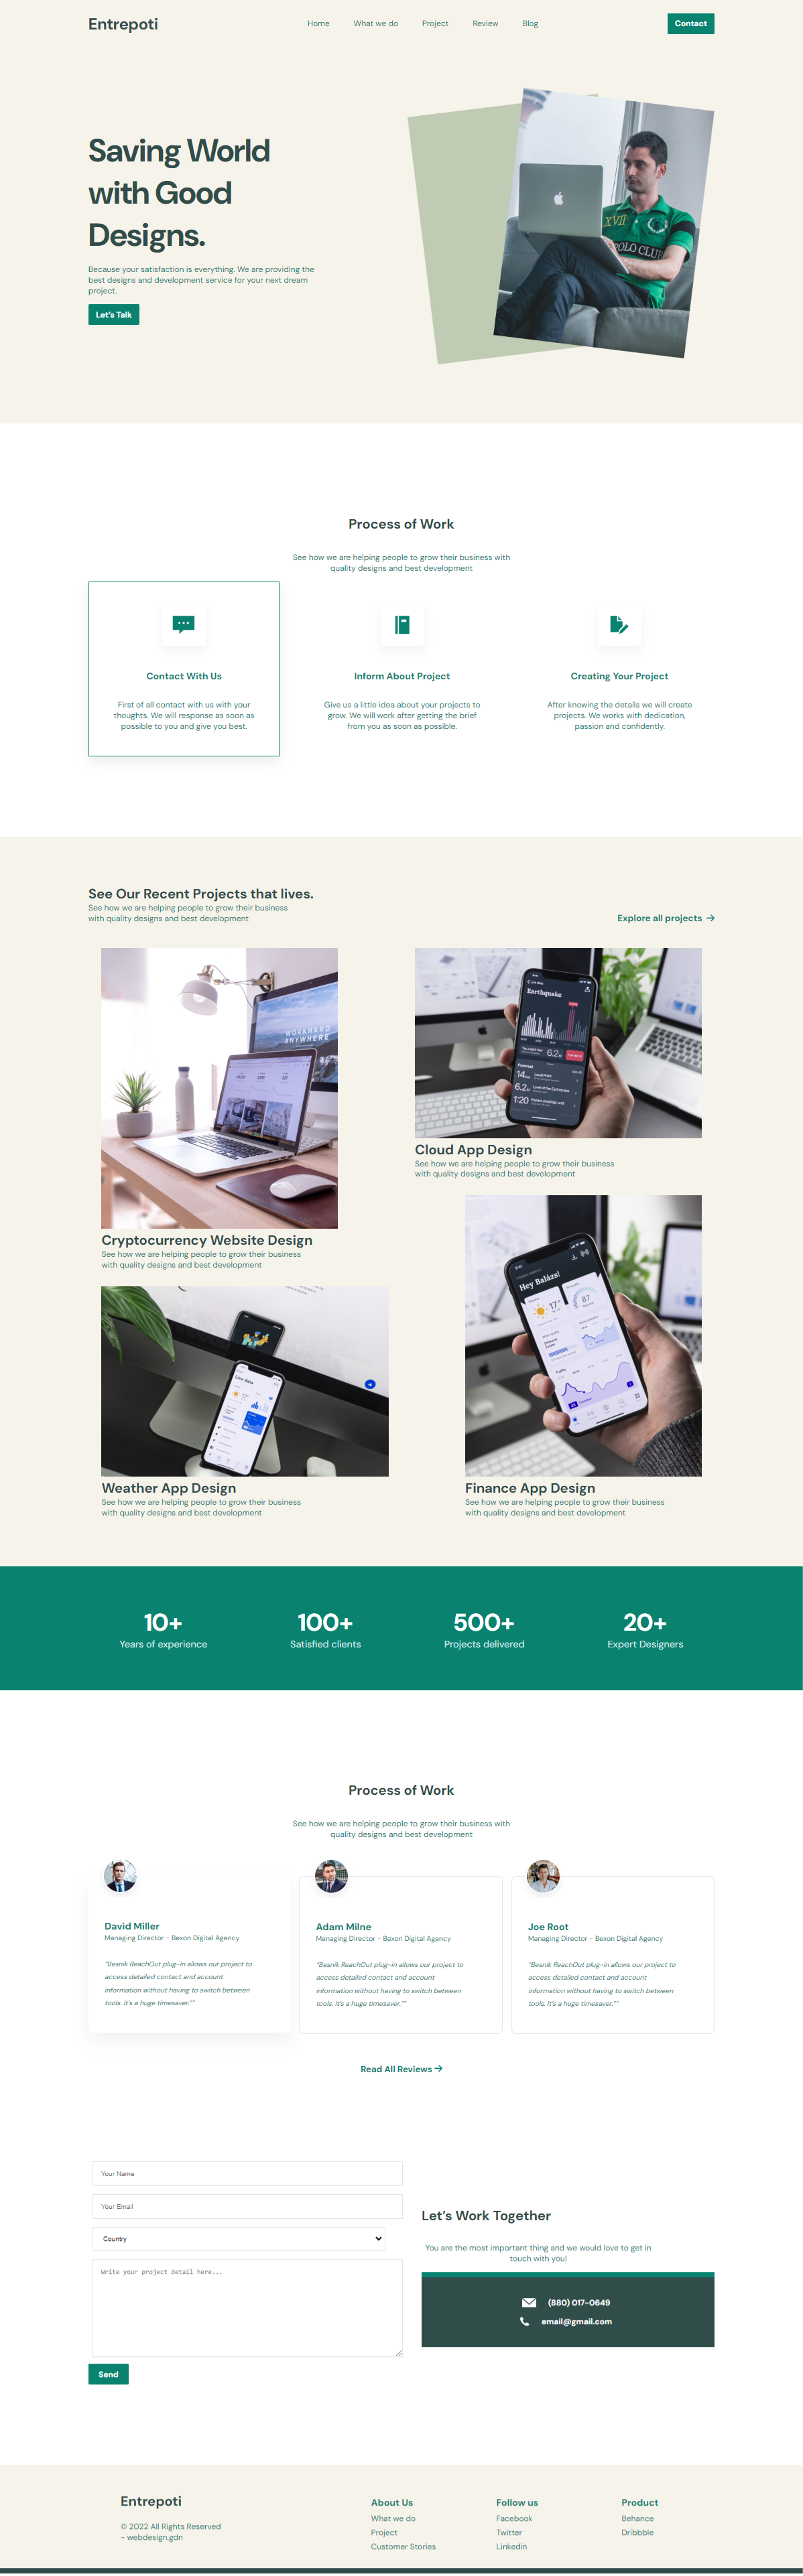 Entrepoti
Home
What we do
Project
Review
Blog
Contact
Saving World
with Good
Designs.
Because your satisfaction is everything. We are providing the
best designs and development service for your next dream
project.
Let's Talk
XVII
POLO CLUB
Process of Work
See how we are helping people to grow their business with
quality designs and best development
Contact With Us
First of all contact with us with your
thoughts. We will response as soon as
possible to you and give you best.
Inform About Project
Give us a little idea about your projects to
grow. We will work after getting the brief
from you as soon as possible.
Creating Your Project
After knowing the details we will create
projects. We works with dedication,
passion and confidently.
See Our Recent Projects that lives.
See how we are helping people to grow their business
with quality designs and best development
Explore all projects →
WORKHARD
ANYWHERE
Cryptocurrency Website Design
See how we are helping people to grow their business
with quality designs and best development
Earthquake
6.2
Forecast
14
6.2
1:20
Cloud App Design
See how we are helping people to grow their business
with quality designs and best development
Live data
Weather App Design
See how we are helping people to grow their business
with quality designs and best development
Hey Balázs!
17°
87
Traffic
Finance App Design
See how we are helping people to grow their business
with quality designs and best development
10+
Years of experience
100+
Satisfied clients
500+
Projects delivered
20+
Expert Designers
Process of Work
See how we are helping people to grow their business with
quality designs and best development
David Miller
Managing Director - Bexon Digital Agency
"Besnik ReachOut plug-in allows our project to
access detailed contact and account
information without having to switch between
tools. It's a huge timesaver.""
Adam Milne
Managing Director - Bexon Digital Agency
"Besnik ReachOut plug-in allows our project to
access detailed contact and account
information without having to switch between
tools. It's a huge timesaver.""
Joe Root
Managing Director - Bexon Digital Agency
"Besnik ReachOut plug-in allows our project to
access detailed contact and account
information without having to switch between
tools. It's a huge timesaver.""
Read All Reviews →
Your Name
Your Email
Country
Write your project detail here...
Send
Let's Work Together
You are the most important thing and we would love to get in
touch with you!
(880) 017-0649
email@gmail.com
Entrepoti
© 2022 All Rights Reserved
- webdesign.gdn
About Us
What we do
Project
Customer Stories
Follow us
Facebook
Twitter
Linkedin
Product
Behance
Dribbble